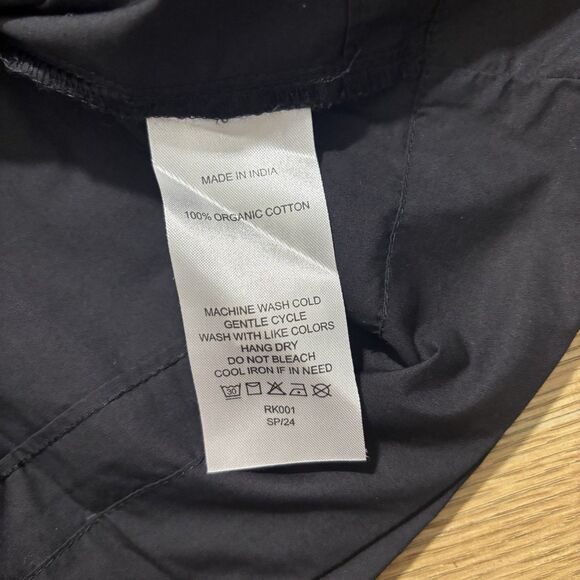 MADE IN INDIA
100% ORGANIC COTTON
MACHINE WASH COLD
GENTLE CYCLE
WASH WITH LIKE COLORS
HANG DRY
DO NOT BLEACH
COOL IRON IF IN NEED
30
RK001
SP/24